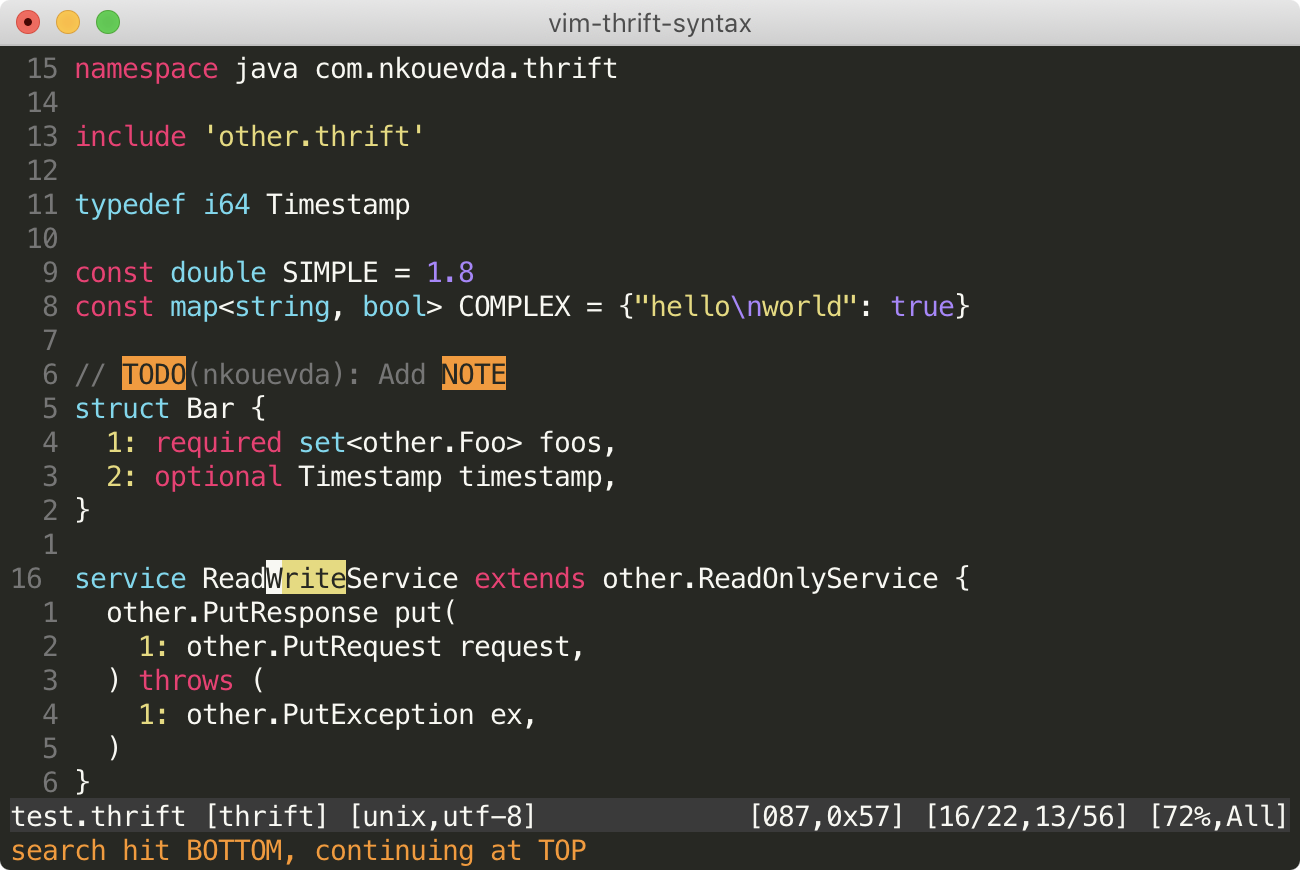 vim-thrift-syntax
15 namespace java com.nkouevda.thrift
14
13 include 'other.thrift'
12
11 typedef i64 Timestamp
10
 9 const double SIMPLE = 1.8
 8 const map<string, bool> COMPLEX = {"hello\nworld": true}
 7
 6 // TODO(nkouevda): Add NOTE
 5 struct Bar {
 4   1: required set<other.Foo> foos,
 3   2: optional Timestamp timestamp,
 2 }
 1
16  service ReadWriteService extends other.ReadOnlyService {
 1   other.PutResponse put(
 2     1: other.PutRequest request,
 3   ) throws (
 4     1: other.PutException ex,
 5   )
 6 }
test.thrift [thrift] [unix,utf-8] [087,0x57] [16/22,13/56] [72%,All]
search hit BOTTOM, continuing at TOP